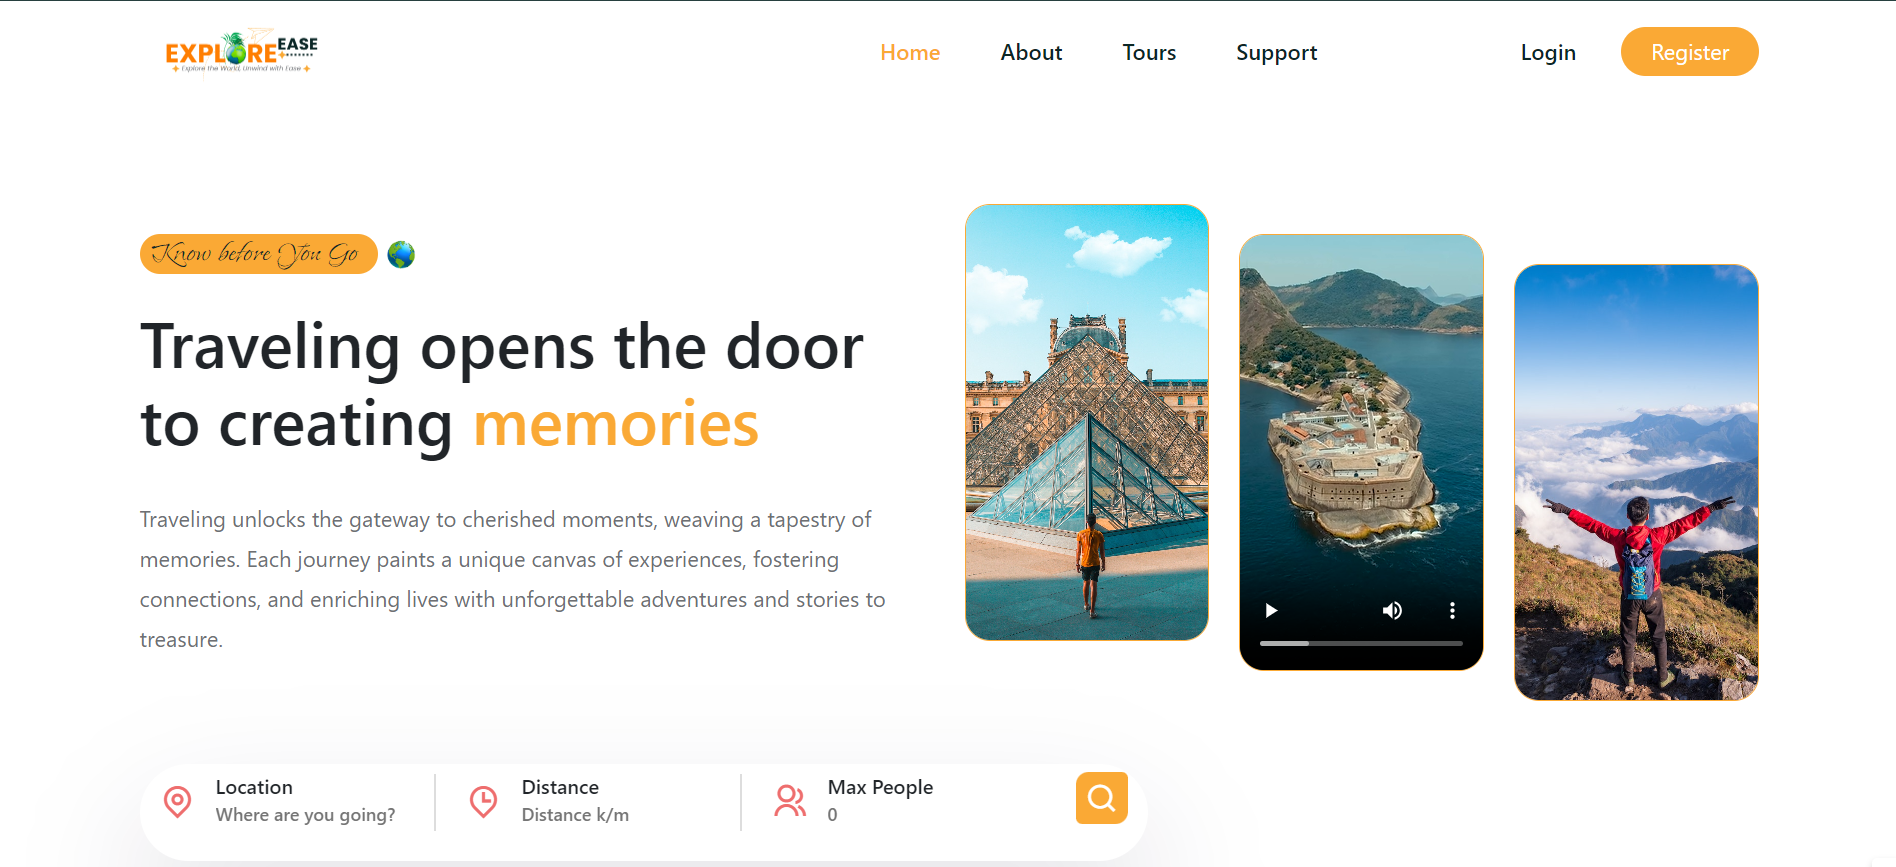 EXPLOREEASE
Explore the World, Unwind with Ease
Home
About
Tours
Support
Login
Register
Know before You Go
Traveling opens the door
to creating memories
Traveling unlocks the gateway to cherished moments, weaving a tapestry of
memories. Each journey paints a unique canvas of experiences, fostering
connections, and enriching lives with unforgettable adventures and stories to
treasure.
Location
Where are you going?
Distance
Distance k/m
Max People
0